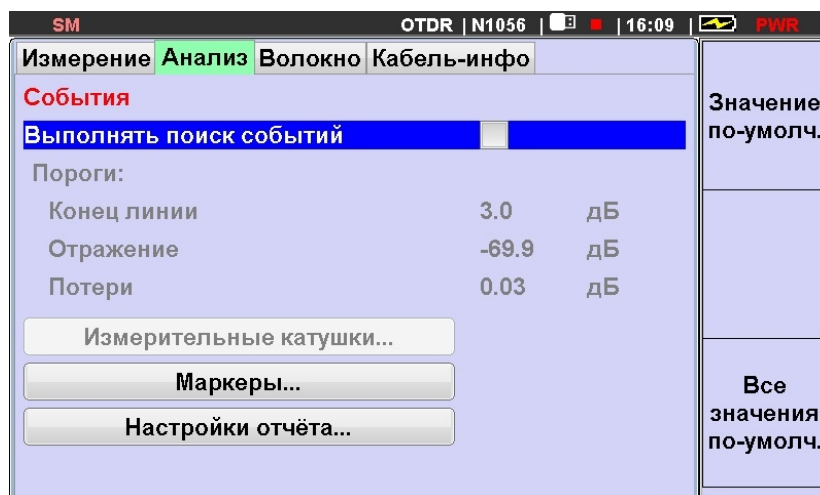 SM OTDR | N1056 | | 16:09 | PWR
Измерение Анализ Волокно Кабель-инфо
События
Выполнять поиск событий
Пороги:
Конец линии 3.0 дБ
Отражение -69.9 дБ
Потери 0.03 дБ
Измерительные катушки...
Маркеры...
Настройки отчёта...
Значение
по-умолч.
Все
значения
по-умолч.